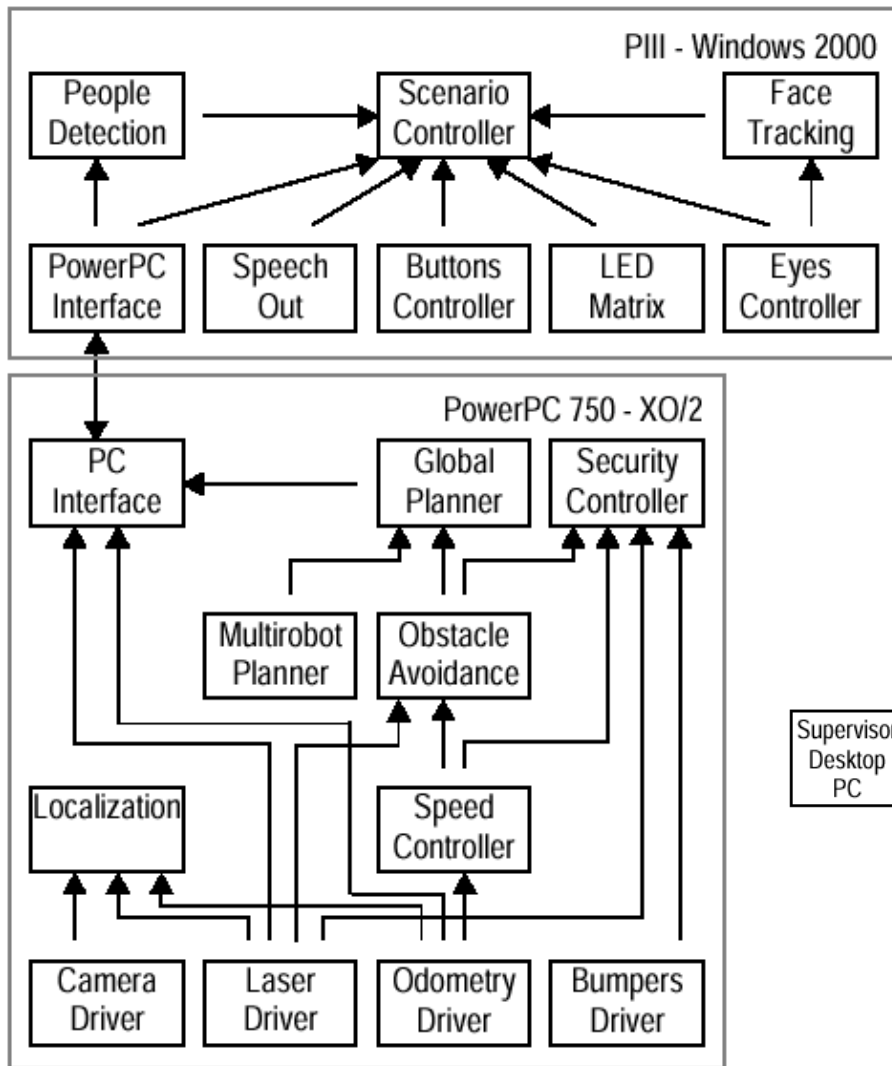 PIII - Windows 2000
People
Detection
Scenario
Controller
Face
Tracking
PowerPC
Interface
Speech
Out
Buttons
Controller
LED
Matrix
Eyes
Controller
PowerPC 750 - XO/2
PC
Interface
Global
Planner
Security
Controller
Multirobot
Planner
Obstacle
Avoidance
Supervisor
Desktop
PC
Localization
Speed
Controller
Camera
Driver
Laser
Driver
Odometry
Driver
Bumpers
Driver